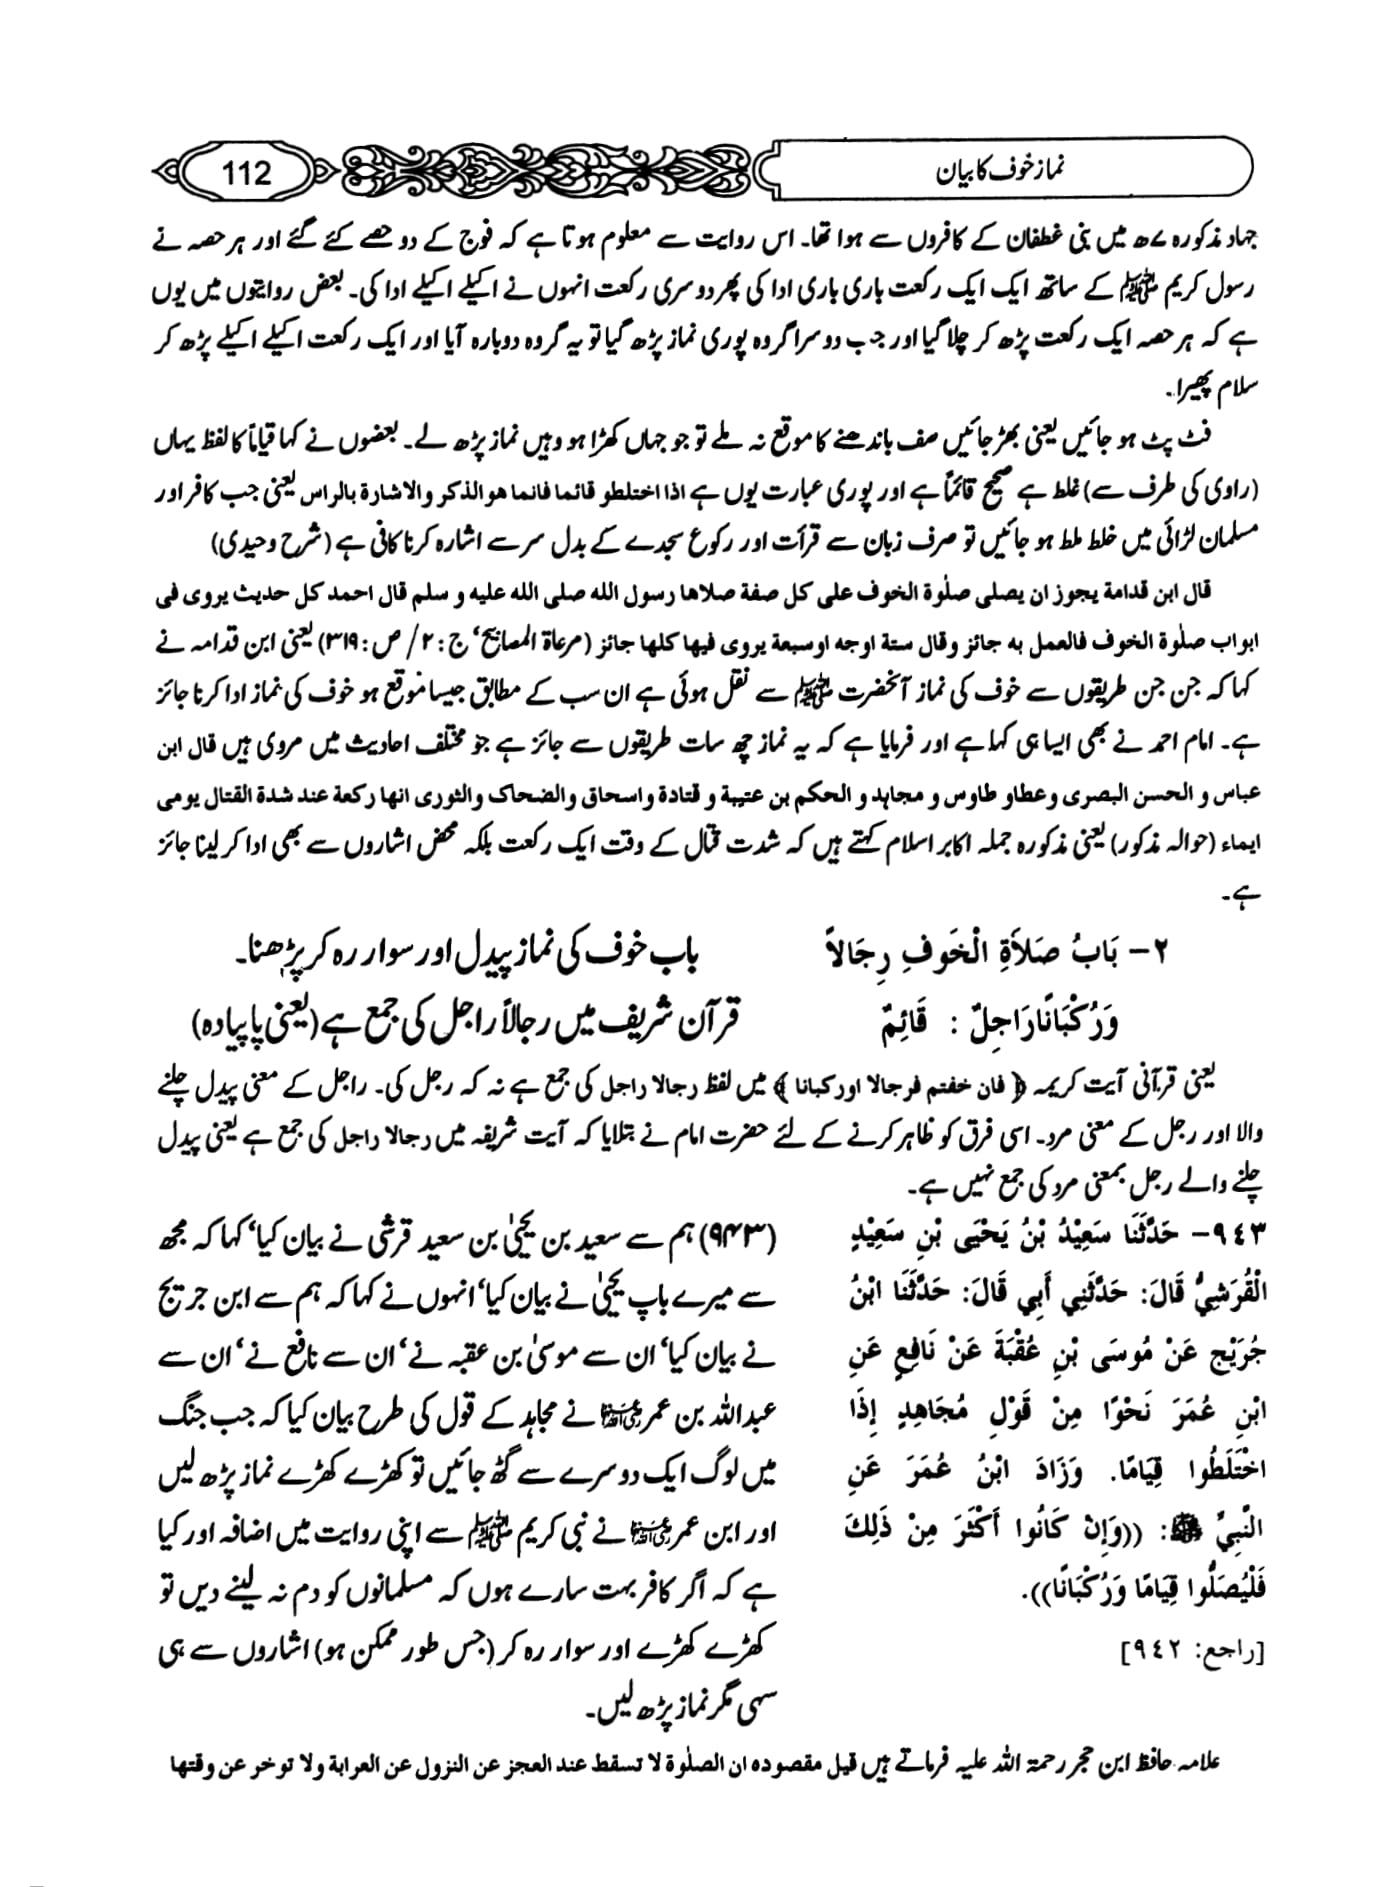 نماز خوف کا بیان
112
جہاد مذکورہ ۷ھ میں بنی غطفان کے کافروں سے ہوا تھا۔ اس روایت سے معلوم ہوتا ہے کہ فوج کے دو حصے کئے گئے اور ہر حصہ نے
رسول کریم ﷺ کے ساتھ ایک ایک رکعت باری باری ادا کی پھر دوسری رکعت انہوں نے اکیلے اکیلے ادا کی۔ بعض روایتوں میں یوں
ہے کہ ہر حصہ ایک رکعت پڑھ کر چلا گیا اور جب دوسرا گروہ پوری نماز پڑھ گیا تو یہ گروہ دوبارہ آیا اور ایک رکعت اکیلے اکیلے پڑھ کر
سلام پھیرا۔
فٹ پٹ ہو جائیں یعنی بھڑ جائیں صف باندھنے کا موقع نہ ملے تو جو جہاں کھڑا ہو وہیں نماز پڑھ لے۔ بعضوں نے کہا قیاماً کا لفظ یہاں
(راوی کی طرف سے) غلط ہے صحیح قائماً ہے اور پوری عبارت یوں ہے اذا اختلطو قائما فانما هو الذکر والاشارة بالراس یعنی جب کافر اور
مسلمان لڑائی میں خلط ملط ہو جائیں تو صرف زبان سے قرأت اور رکوع سجدے کے بدل سر سے اشارہ کرنا کافی ہے (شرح وحیدی)
قال ابن قدامة يجوز ان يصلى صلوٰة الخوف على كل صفة صلاها رسول الله صلى الله عليه و سلم قال احمد كل حديث يروى فى
ابواب صلوٰة الخوف فالعمل به جائز وقال ستة اوجه اوسبعة يروى فيها كلها جائز (مرعاة المصابيح‘ ج: ۲/ ص: ۳۱۹) یعنی ابن قدامہ نے
کہا کہ جن جن طریقوں سے خوف کی نماز آنحضرت ﷺ سے نقل ہوئی ہے ان سب کے مطابق جیسا موقع ہو خوف کی نماز ادا کرنا جائز
ہے۔ امام احمد نے بھی ایسا ہی کہا ہے اور فرمایا ہے کہ یہ نماز چھ سات طریقوں سے جائز ہے جو مختلف احادیث میں مروی ہیں قال ابن
عباس و الحسن البصرى وعطاو طاوس و مجاهد و الحكم بن عتيبة و قتادة واسحاق والضحاك والثورى انها ركعة عند شدة القتال يومى
ايماء (حوالہ مذکور) یعنی مذکورہ جملہ اکابر اسلام کہتے ہیں کہ شدت قتال کے وقت ایک رکعت بلکہ محض اشاروں سے بھی ادا کر لینا جائز
ہے۔
۲- بَابُ صَلاَةِ الْخَوفِ رِجَالاً
وَرُكْبَانًا رَاجِلٌ : قَائِمٌ
باب خوف کی نماز پیدل اور سوار رہ کر پڑھنا۔
قرآن شریف میں رجالاً راجل کی جمع ہے (یعنی پاپیادہ)
یعنی قرآنی آیت کریمہ ﴿ فان خفتم فرجالا اورکبانا ﴾ میں لفظ رجالا راجل کی جمع ہے نہ کہ رجل کی۔ راجل کے معنی پیدل چلنے
والا اور رجل کے معنی مرد۔ اسی فرق کو ظاہر کرنے کے لئے حضرت امام نے بتلایا کہ آیت شریفہ میں رجالا راجل کی جمع ہے یعنی پیدل
چلنے والے رجل بمعنی مرد کی جمع نہیں ہے۔
۹٤۳- حَدَّثَنَا سَعِيْدُ بْنُ يَحْيَى بْنِ سَعِيْدٍ
الْقُرَشِيُّ قَالَ: حَدَّثَنِي أَبِي قَالَ: حَدَّثَنَا ابْنُ
جُرَيْجٍ عَنْ مُوسَى بْنِ عُقْبَةَ عَنْ نَافِعٍ عَنِ
ابْنِ عُمَرَ نَحْوًا مِنْ قَوْلِ مُجَاهِدٍ إِذَا
اخْتَلَطُوا قِيَامًا. وَزَادَ ابْنُ عُمَرَ عَنِ
النَّبِيِّ ﷺ: ((وَإِنْ كَانُوا أَكْثَرَ مِنْ ذَلِكَ
فَلْيُصَلُّوا قِيَامًا وَرُكْبَانًا)).
[راجع: ۹٤۲]
(۹۴۳) ہم سے سعید بن یحییٰ بن سعید قرشی نے بیان کیا‘ کہا کہ مجھ
سے میرے باپ یحییٰ نے بیان کیا‘ انہوں نے کہا کہ ہم سے ابن جریج
نے بیان کیا‘ ان سے موسیٰ بن عقبہ نے‘ ان سے نافع نے‘ ان سے
عبداللہ بن عمر رضی اللہ عنہما نے مجاہد کے قول کی طرح بیان کیا کہ جب جنگ
میں لوگ ایک دوسرے سے گٹھ جائیں تو کھڑے کھڑے نماز پڑھ لیں
اور ابن عمر رضی اللہ عنہما نے نبی کریم ﷺ سے اپنی روایت میں اضافہ اور کیا
ہے کہ اگر کافر بہت سارے ہوں کہ مسلمانوں کو دم نہ لینے دیں تو
کھڑے کھڑے اور سوار رہ کر (جس طور ممکن ہو) اشاروں سے ہی
سہی مگر نماز پڑھ لیں۔
علامہ حافظ ابن حجر رحمۃ اللہ علیہ فرماتے ہیں قيل مقصوده ان الصلوٰة لا تسقط عند العجز عن النزول عن العرابة ولا توخر عن وقتها